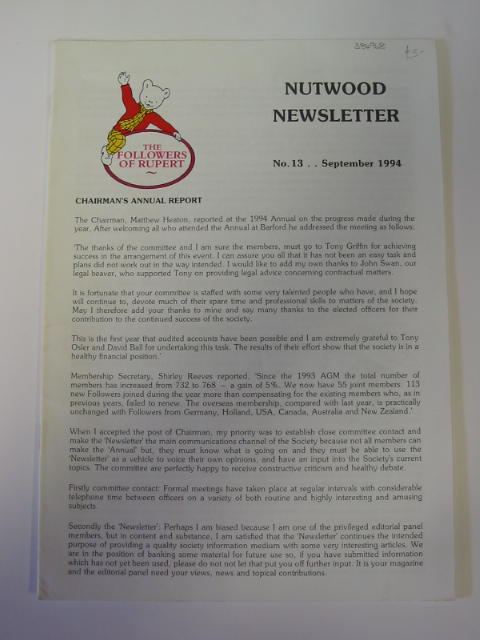 38498
£3-
NUTWOOD
NEWSLETTER
THE
FOLLOWERS
OF RUPERT
No.13 . . September 1994
CHAIRMAN'S ANNUAL REPORT
The Chairman, Matthew Heaton, reported at the 1994 Annual on the progress made during the
year. After welcoming all who attended the Annual at Barford he addressed the meeting as follows:
'The thanks of the committee and I am sure the members, must go to Tony Griffin for achieving
success in the arrangement of this event. I can assure you all that it has not been an easy task and
plans did not work out in the way intended. I would like to add my own thanks to John Swan, our
legal beaver, who supported Tony on providing legal advice concerning contractual matters.
It is fortunate that your committee is staffed with some very talented people who have, and I hope
will continue to, devote much of their spare time and professional skills to matters of the society.
May I therefore add your thanks to mine and say many thanks to the elected officers for their
contribution to the continued success of the society.
This is the first year that audited accounts have been possible and I am extremely grateful to Tony
Osler and David Ball for undertaking this task. The results of their effort show that the society is in a
healthy financial position.'
Membership Secretary, Shirley Reeves reported, 'Since the 1993 AGM the total number of
members has increased from 732 to 768 – a gain of 5%. We now have 55 joint members. 113
new Followers joined during the year more than compensating for the existing members who, as in
previous years, failed to renew. The overseas membership, compared with last year, is practically
unchanged with Followers from Germany, Holland, USA, Canada, Australia and New Zealand.'
When I accepted the post of Chairman, my priority was to establish close committee contact and
make the 'Newsletter' the main communications channel of the Society because not all members can
make the 'Annual' but, they must know what is going on and they must be able to use the
'Newsletter' as a vehicle to voice their own opinions, and have an input into the Society's current
topics. The committee are perfectly happy to receive constructive criticism and healthy debate.
Firstly committee contact: Formal meetings have taken place at regular intervals with considerable
telephone time between officers on a variety of both routine and highly interesting and amusing
subjects.
Secondly the 'Newsletter': Perhaps I am biased because I am one of the privileged editorial panel
members, but in content and substance, I am satisfied that the 'Newsletter' continues the intended
purpose of providing a quality society information medium with some very interesting articles. We
are in the position of banking some material for future use so, if you have submitted information
which has not yet been used, please do not not let that put you off further input. It is your magazine
and the editorial panel need your views, news and topical contributions.